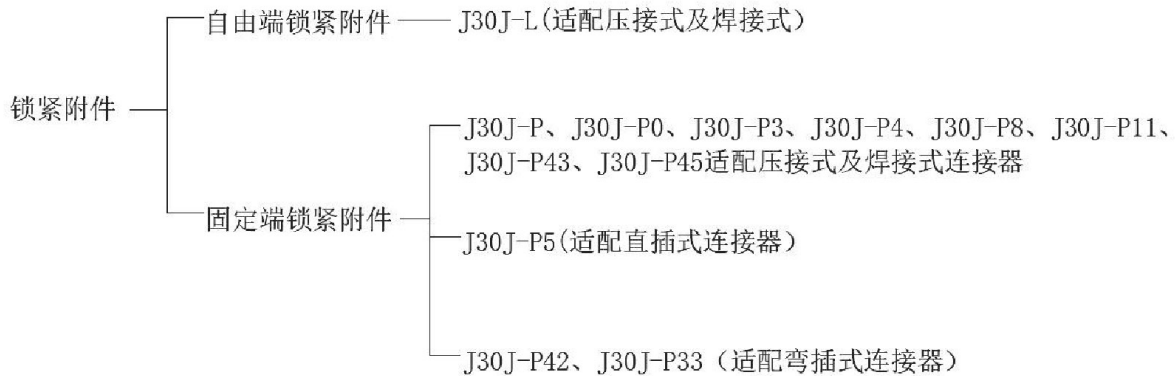 自由端锁紧附件 J30J-L(适配压接式及焊接式）
锁紧附件
J30J-P、J30J-P0、J30J-P3、J30J-P4、J30J-P8、J30J-P11、
J30J-P43、J30J-P45适配压接式及焊接式连接器
固定端锁紧附件
J30J-P5(适配直插式连接器）
J30J-P42、J30J-P33（适配弯插式连接器）